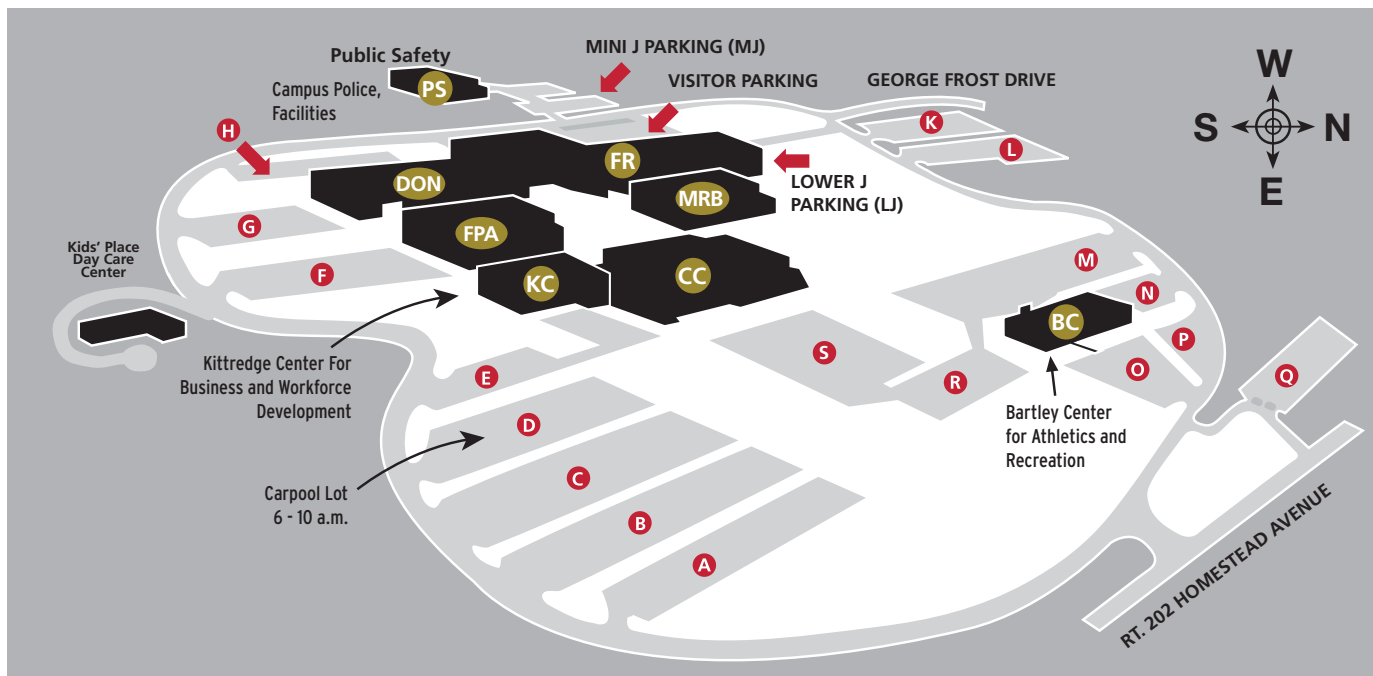 MINI J PARKING (MJ)
Public Safety
PS
Campus Police,
Facilities
VISITOR PARKING
GEORGE FROST DRIVE
W
S
N
E
K
L
H
FR
DON
MRB
LOWER J
PARKING (LJ)
G
FPA
Kids' Place
Day Care
Center
F
KC
CC
M
N
BC
P
O
Q
S
R
E
Kittredge Center For
Business and Workforce
Development
Bartley Center
for Athletics and
Recreation
D
C
Carpool Lot
6 - 10 a.m.
B
A
RT. 202 HOMESTEAD AVENUE